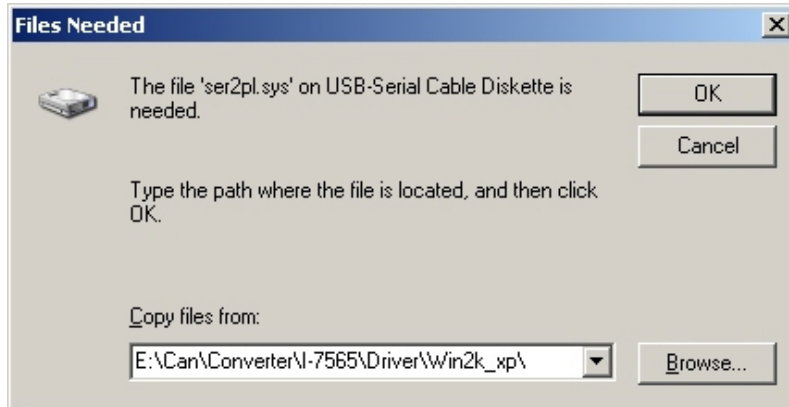 Files Needed
The file 'ser2pl.sys' on USB-Serial Cable Diskette is
needed.
OK
Cancel
Type the path where the file is located, and then click
OK.
Copy files from:
E:\Can\Converter\I-7565\Driver\Win2k_xp\
Browse...